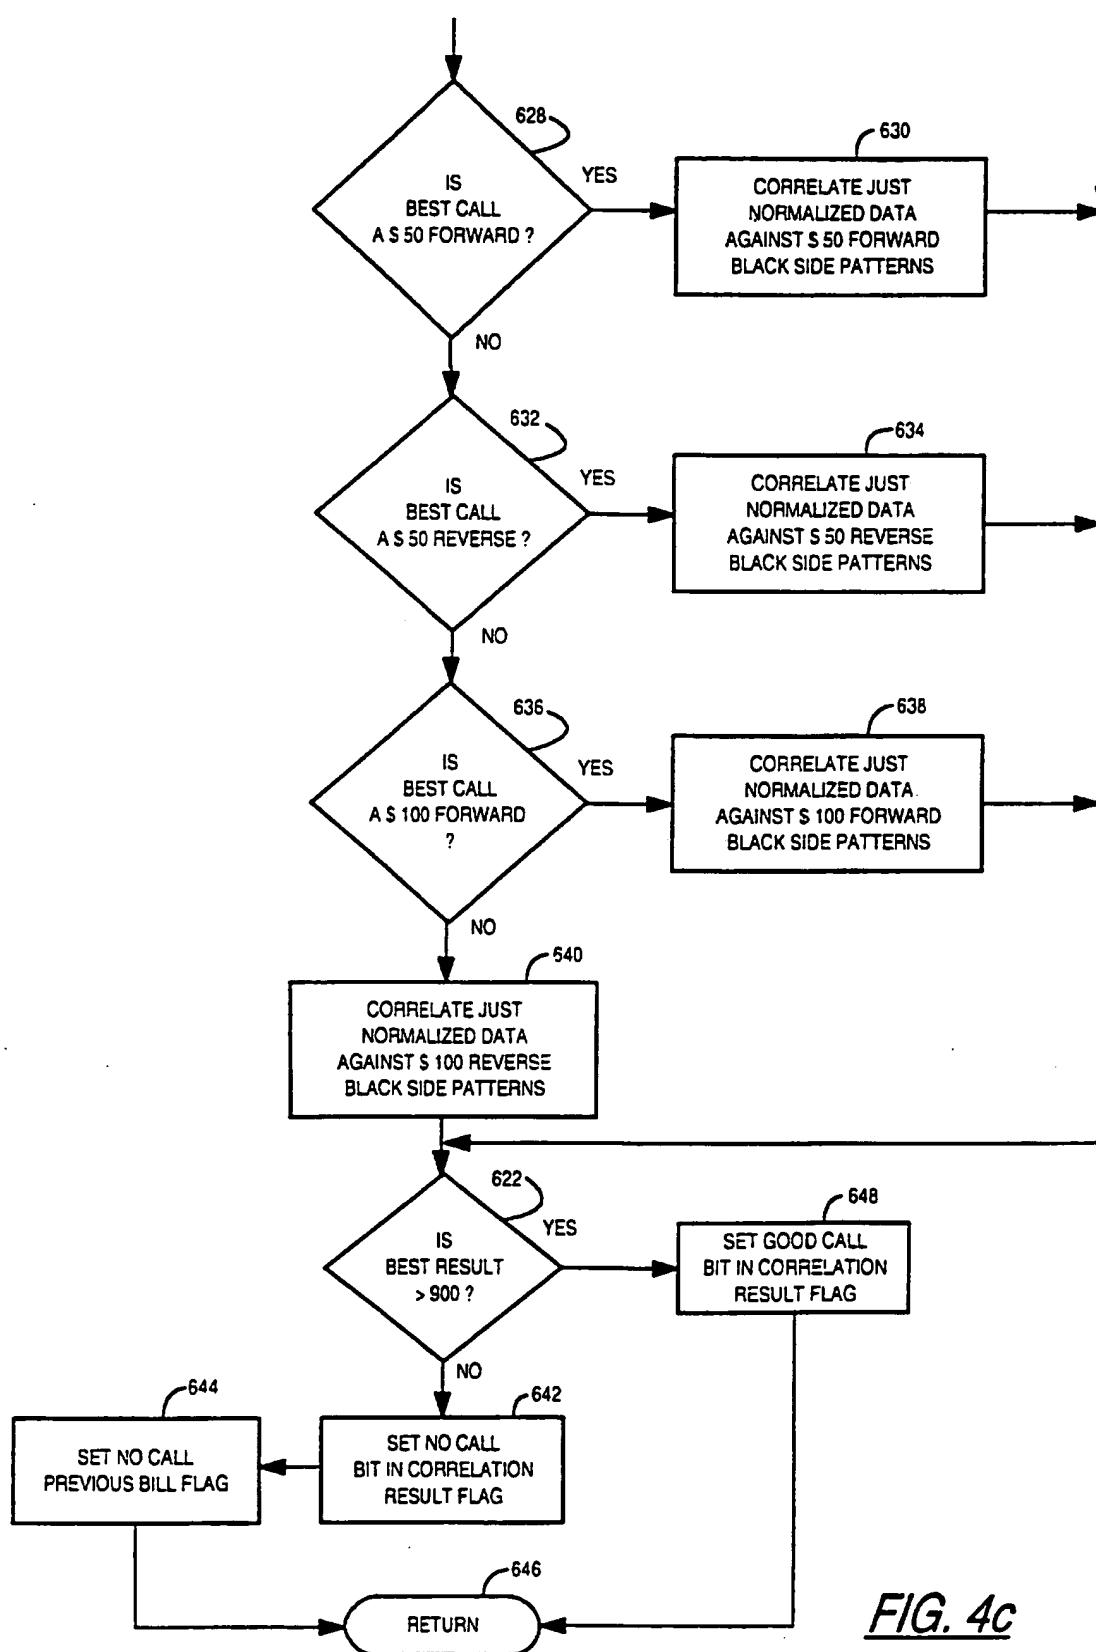 628
IS
BEST CALL
A $ 50 FORWARD ?
YES
NO
630
CORRELATE JUST
NORMALIZED DATA
AGAINST $ 50 FORWARD
BLACK SIDE PATTERNS
632
IS
BEST CALL
A $ 50 REVERSE ?
YES
NO
634
CORRELATE JUST
NORMALIZED DATA
AGAINST $ 50 REVERSE
BLACK SIDE PATTERNS
636
IS
BEST CALL
A $ 100 FORWARD
?
YES
NO
638
CORRELATE JUST
NORMALIZED DATA
AGAINST $ 100 FORWARD
BLACK SIDE PATTERNS
640
CORRELATE JUST
NORMALIZED DATA
AGAINST $ 100 REVERSE
BLACK SIDE PATTERNS
622
IS
BEST RESULT
> 900 ?
YES
NO
648
SET GOOD CALL
BIT IN CORRELATION
RESULT FLAG
644
SET NO CALL
PREVIOUS BILL FLAG
642
SET NO CALL
BIT IN CORRELATION
RESULT FLAG
646
RETURN
FIG. 4c